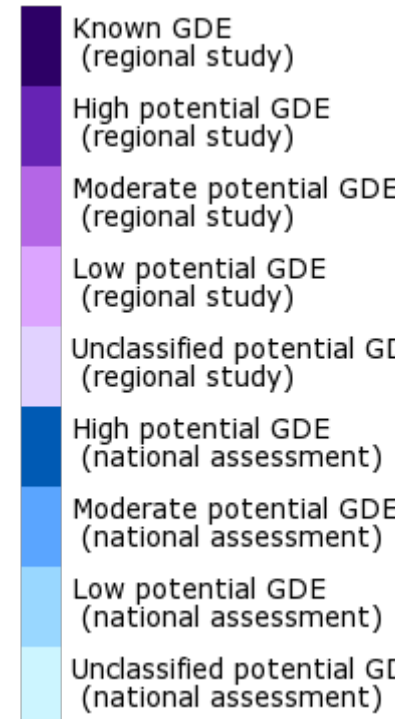 Known GDE
(regional study)
High potential GDE
(regional study)
Moderate potential GDE
(regional study)
Low potential GDE
(regional study)
Unclassified potential
(regional study)
High potential GDE
(national assessment)
Moderate potential GDE
(national assessment)
Low potential GDE
(national assessment)
Unclassified potential
(national assessment)